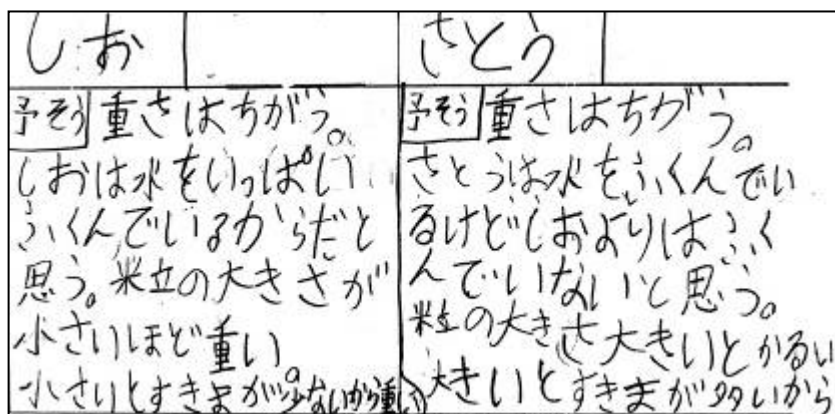 しお
予そう 重さはちがう。
しおは水をいっぱい
ふくんでいるからだと
思う。粒の大きさが
小さいほど重い。
小さいとすきまが少ないから重い
さとう
予そう 重さはちがう。
さとうは水をふくんでい
るけどしおよりはふく
んでいないと思う。
粒の大きさ大きいとかるい
大きいとすきまが多いから